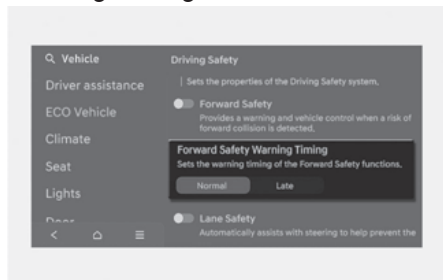 Vehicle
Driver assistance
ECO Vehicle
Climate
Seat
Lights
Driving Safety
Sets the properties of the Driving Safety system.
Forward Safety
Provides a warning and vehicle control when a risk of
forward collision is detected.
Forward Safety Warning Timing
Sets the warning timing of the Forward Safety functions.
Normal
Late
Lane Safety
Automatically assists with steering to help prevent the